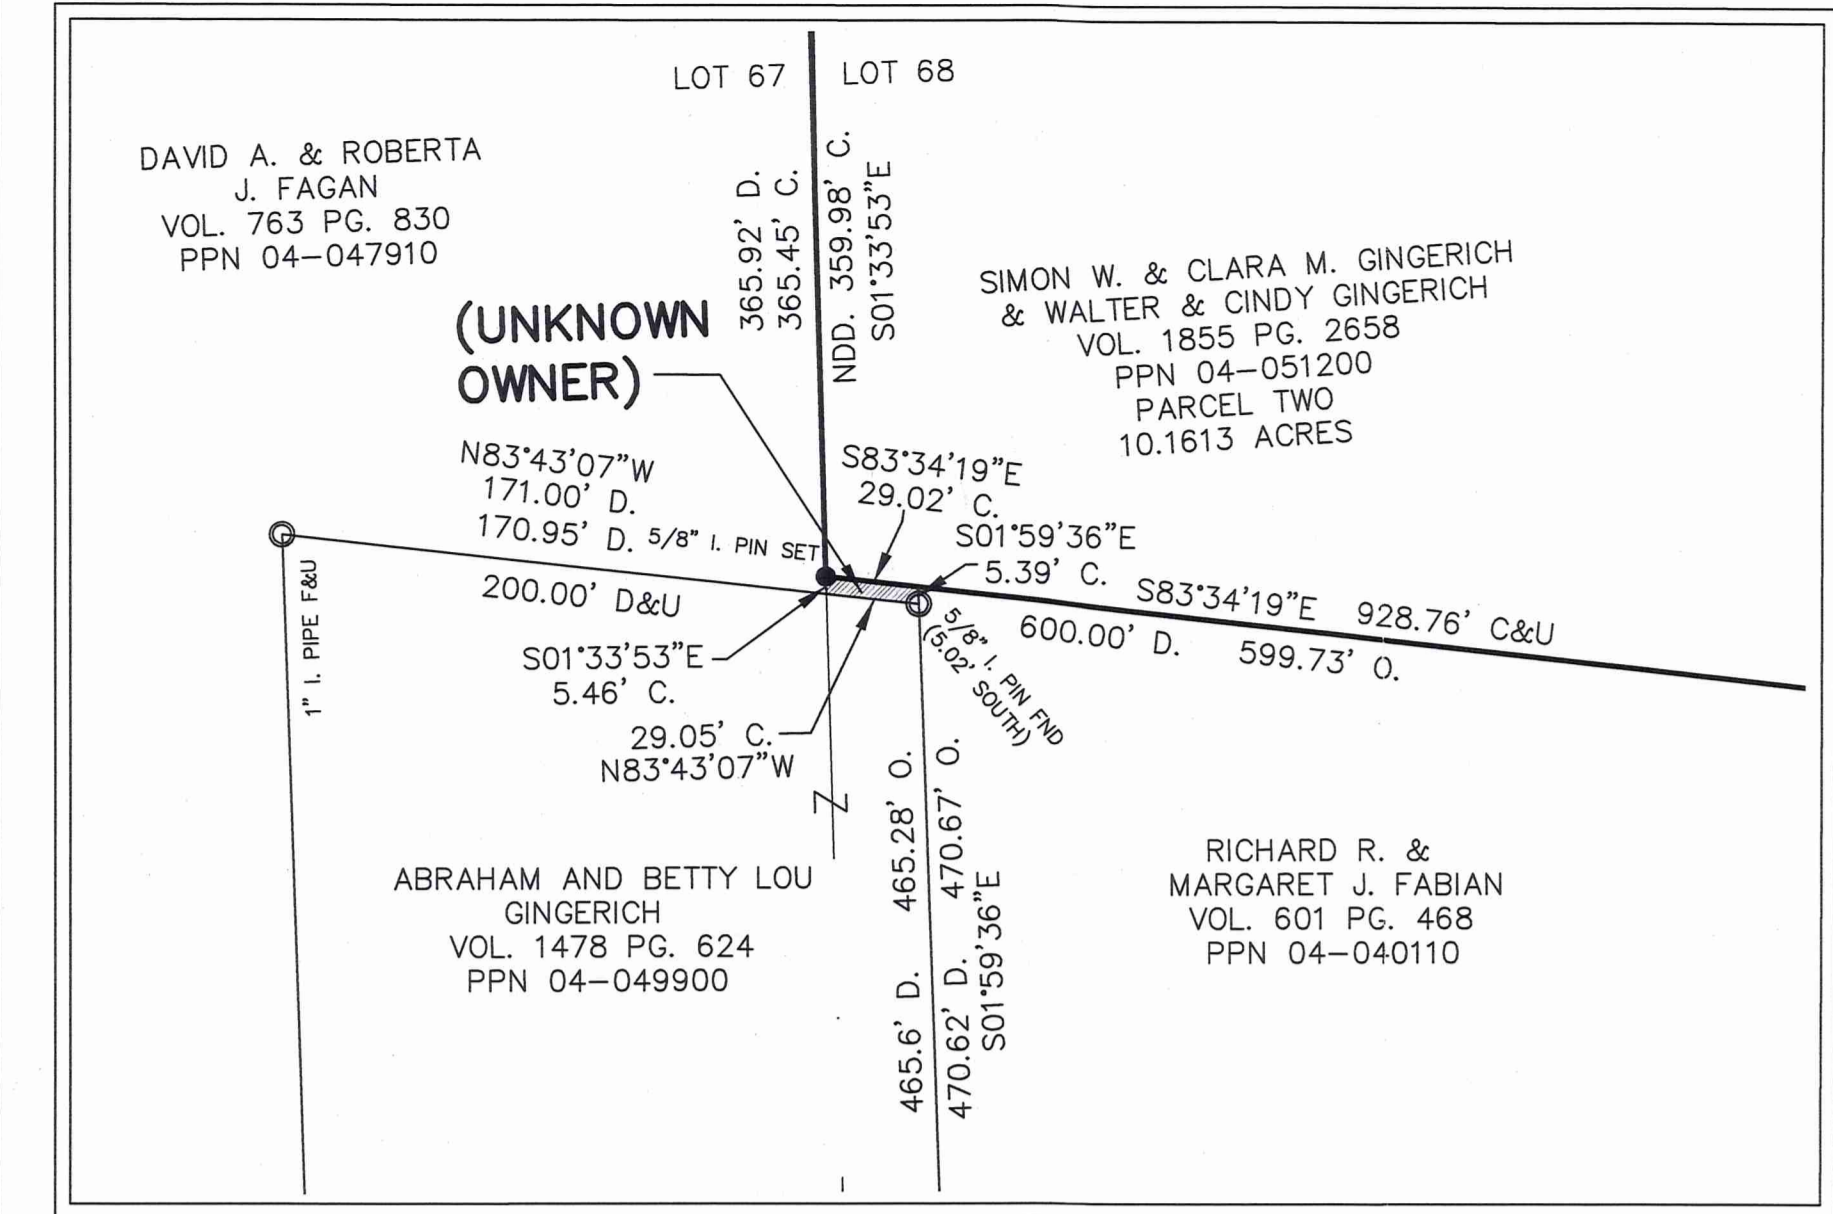 LOT 67
LOT 68
DAVID A. & ROBERTA
J. FAGAN
VOL. 763 PG. 830
PPN 04-047910
365.92' D.
365.45' C.
NDD. 359.98' C.
S01°33'53"E
SIMON W. & CLARA M. GINGERICH
& WALTER & CINDY GINGERICH
VOL. 1855 PG. 2658
PPN 04-051200
PARCEL TWO
10.1613 ACRES
(UNKNOWN
OWNER)
N83°43'07"W
171.00' D.
170.95' D.
5/8" I. PIN SET
200.00' D&U
S83°34'19"E
29.02' C.
S01°59'36"E
5.39' C.
S83°34'19"E 928.76' C&U
600.00' D. 599.73' O.
1" I. PIPE F&U
S01°33'53"E
5.46' C.
29.05' C.
N83°43'07"W
5/8" I. PIN FND
(5.02' SOUTH)
Z
465.6' D. 465.28' O.
470.62' D. 470.67' O.
S01°59'36"E
ABRAHAM AND BETTY LOU
GINGERICH
VOL. 1478 PG. 624
PPN 04-049900
RICHARD R. &
MARGARET J. FABIAN
VOL. 601 PG. 468
PPN 04-040110